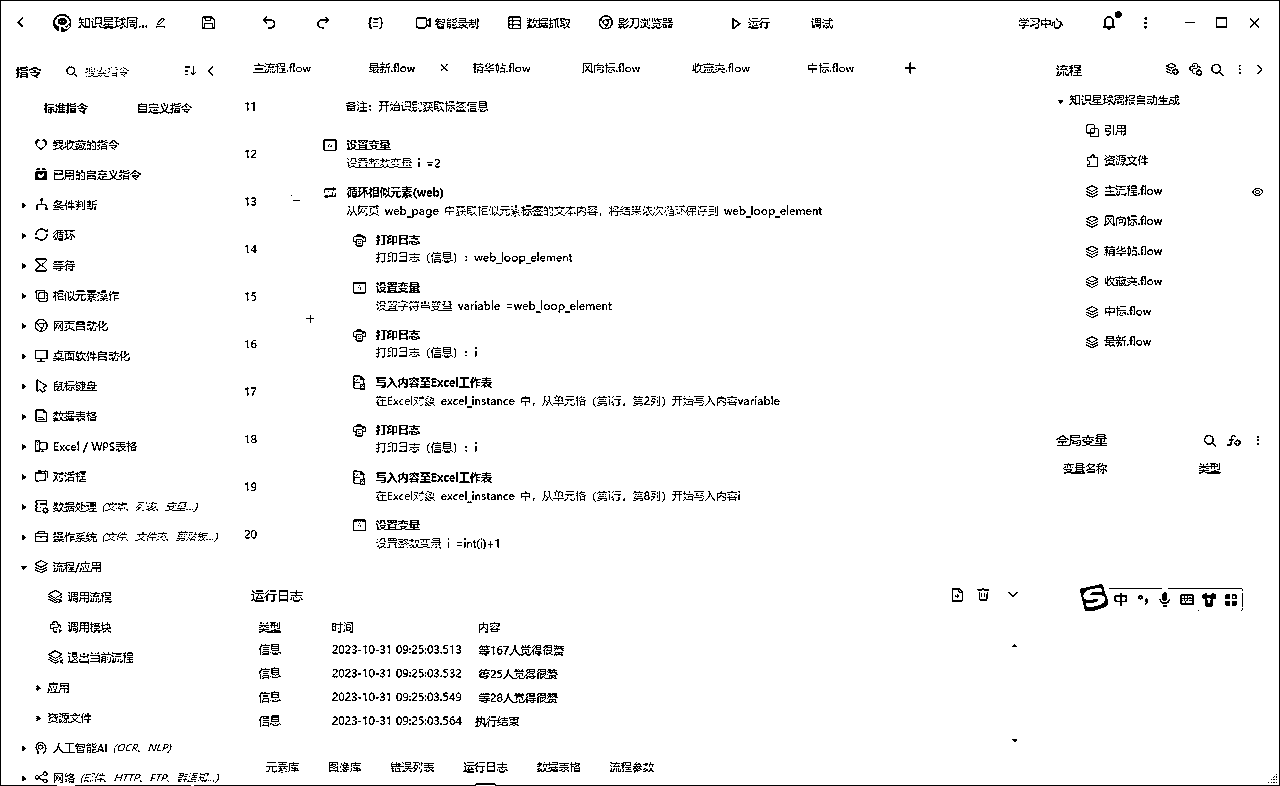 知识星球周...
智能录制
数据抓取
影刀浏览器
运行
调试
学习中心
指令
搜索指令
主流程.flow
最新.flow
精华帖.flow
风向标.flow
收藏夹.flow
中标.flow
流程
标准指令
自定义指令
我收藏的指令
已用的自定义指令
条件判断
循环
等待
相似元素操作
网页自动化
桌面软件自动化
鼠标键盘
数据表格
Excel / WPS表格
对话框
数据处理 (文本、列表、变量...)
操作系统 (文件、文件夹、剪贴板...)
流程/应用
调用流程
调用模块
退出当前流程
应用
资源文件
人工智能AI (OCR、NLP)
网络 (邮件、HTTP、FTP、群通知...)
11
备注：开始识别获取标签信息
12
设置变量
设置整数变量 i =2
13
循环相似元素(web)
从网页 web_page 中获取相似元素标签的文本内容，将结果依次循环保存到 web_loop_element
14
打印日志
打印日志（信息）：web_loop_element
15
设置变量
设置字符串变量 variable =web_loop_element
16
打印日志
打印日志（信息）：i
17
写入内容至Excel工作表
在Excel对象 excel_instance 中，从单元格（第i行，第2列）开始写入内容variable
18
打印日志
打印日志（信息）：i
19
写入内容至Excel工作表
在Excel对象 excel_instance 中，从单元格（第i行，第8列）开始写入内容i
20
设置变量
设置整数变量 i =int(i)+1
运行日志
类型 时间 内容
信息 2023-10-31 09:25:03.513 等167人觉得很赞
信息 2023-10-31 09:25:03.532 等25人觉得很赞
信息 2023-10-31 09:25:03.549 等28人觉得很赞
信息 2023-10-31 09:25:03.564 执行结束
元素库
图像库
错误列表
运行日志
数据表格
流程参数
知识星球周报自动生成
引用
资源文件
主流程.flow
风向标.flow
精华帖.flow
收藏夹.flow
中标.flow
最新.flow
全局变量
变量名称 类型
中